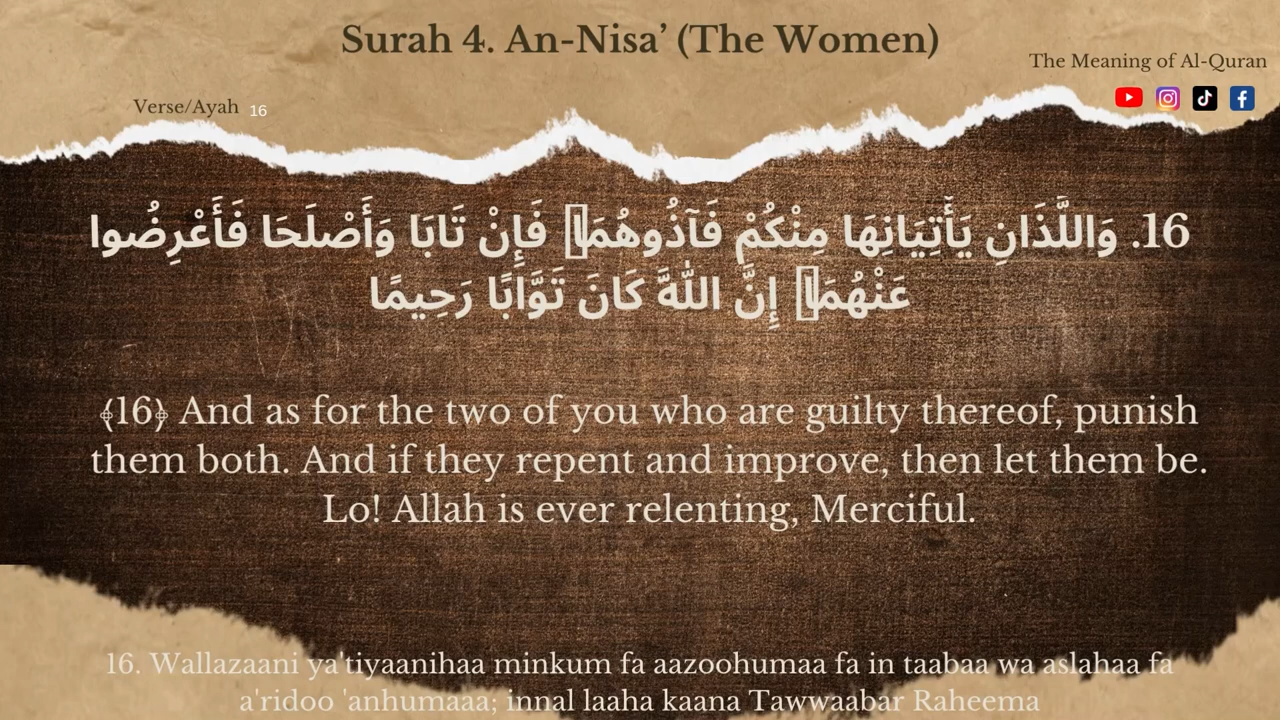 Surah 4. An-Nisa’ (The Women)
The Meaning of Al-Quran
Verse/Ayah 16
16. وَاللَّذَانِ يَأْتِيَانِهَا مِنْكُمْ فَآذُوهُمَا فَإِنْ تَابَا وَأَصْلَحَا فَأَعْرِضُوا
عَنْهُمَا إِنَّ اللَّهَ كَانَ تَوَّابًا رَحِيمًا
﴾16﴿ And as for the two of you who are guilty thereof, punish
them both. And if they repent and improve, then let them be.
Lo! Allah is ever relenting, Merciful.
16. Wallazaani ya'tiyaanihaa minkum fa aazoohumaa fa in taabaa wa aslahaa fa
a'ridoo 'anhumaaa; innal laaha kaana Tawwaabar Raheema